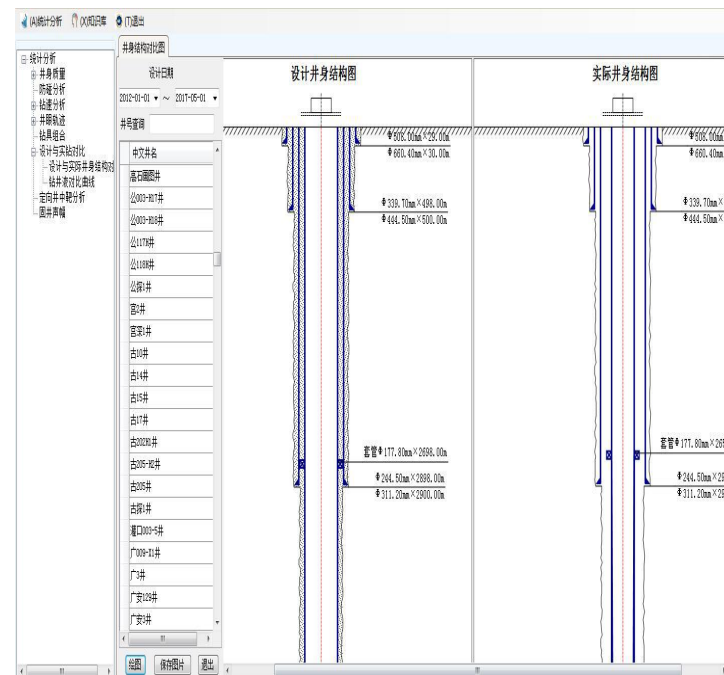 (A)统计分析 (X)知识库 (T)退出
统计分析
井身质量
防碰分析
钻速分析
井眼轨迹
钻具组合
设计与实钻对比
设计与实际井身结构对
钻井液对比曲线
定向井中靶分析
固井声幅
井身结构对比图
设计日期
2012-01-01 ~ 2017-05-01
井号查询
中文井名
公003-H17井
公003-H18井
公117H井
公118H井
公探1井
宫2井
宫深1井
古10井
古14井
古15井
古17井
古202H1井
古205-H2井
古205井
古探1井
灌口003-5井
广009-X1井
广3井
广安129井
广安3井
绘图 保存图片 退出
设计井身结构图
Φ508.00mm×29.00m
Φ660.40mm×30.00m
Φ339.70mm×498.00m
Φ444.50mm×500.00m
套管Φ177.80mm×2698.00m
Φ244.50mm×2898.00m
Φ311.20mm×2900.00m
实际井身结构图
Φ508.00m
Φ660.40mm
Φ339.70mm×
Φ444.50mm×
套管Φ177.80mm×265
Φ244.50mm×29
Φ311.20mm×29